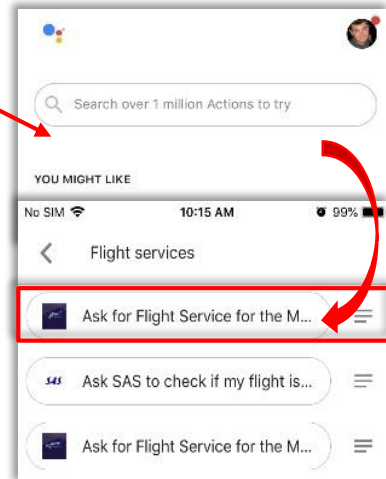 Search over 1 million Actions to try
YOU MIGHT LIKE
No SIM 10:15 AM 99%
Flight services
Ask for Flight Service for the M...
SAS Ask SAS to check if my flight is...
Ask for Flight Service for the M...